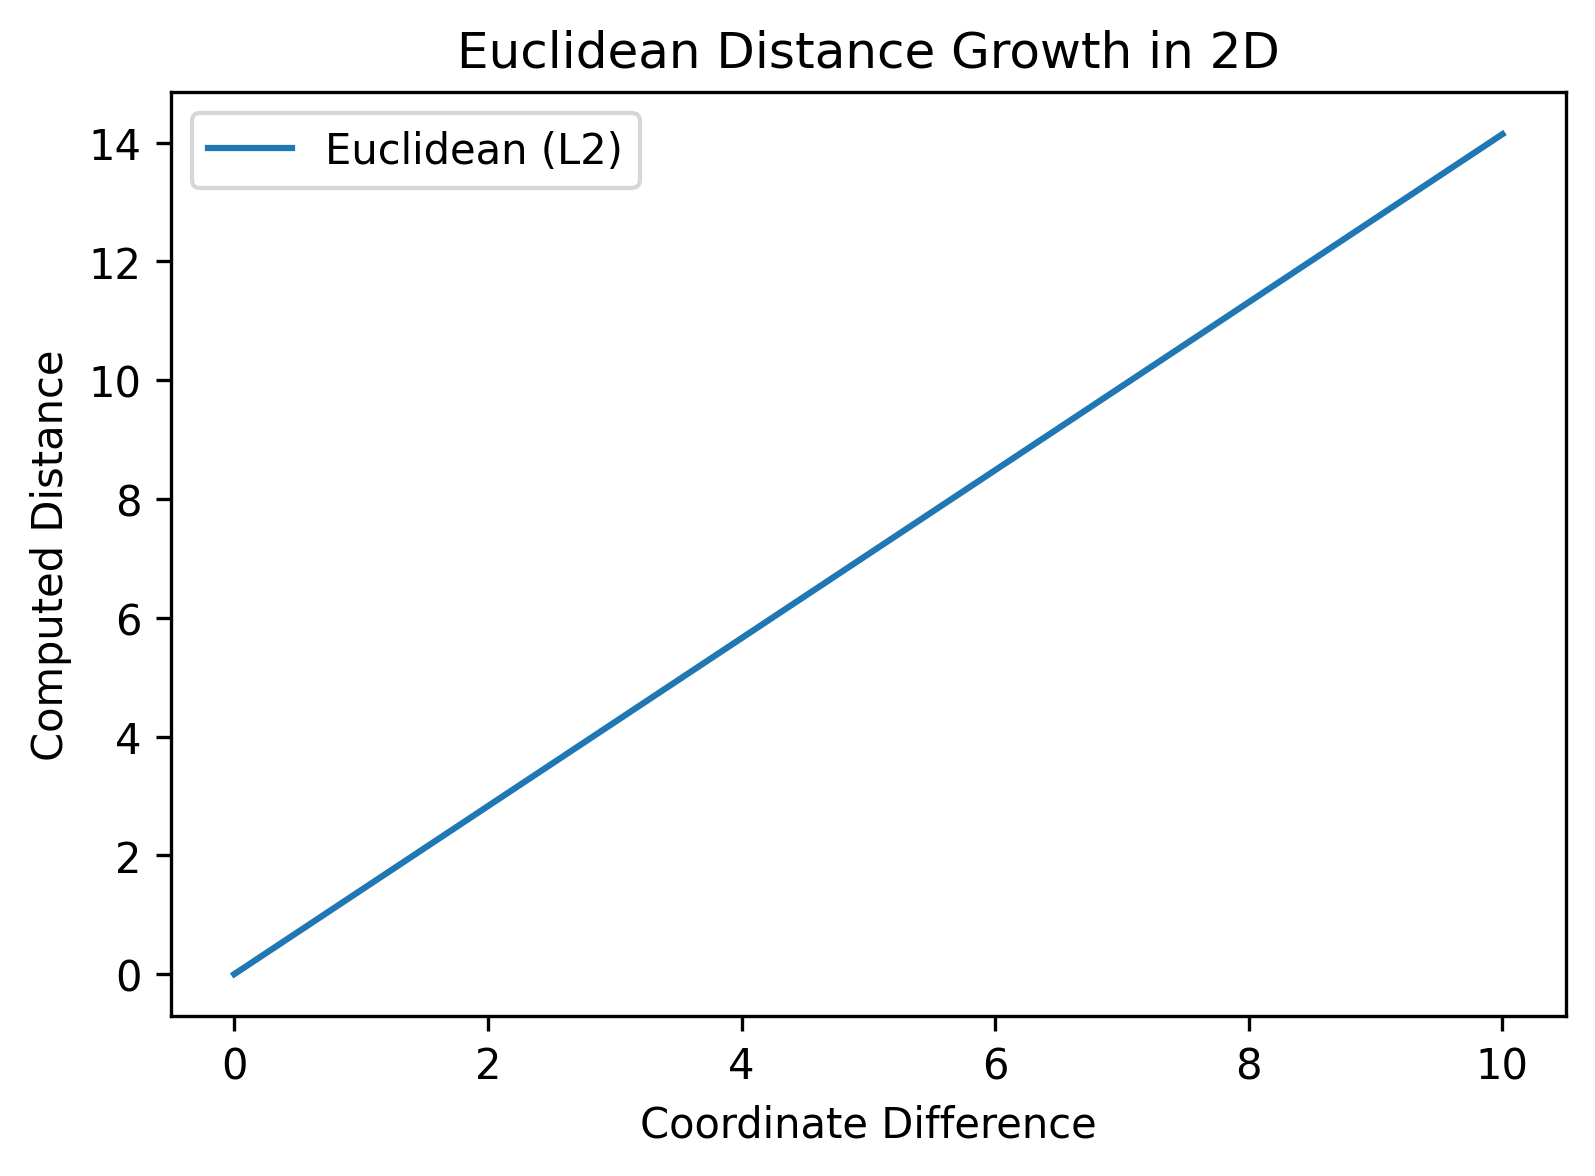 Euclidean Distance Growth in 2D
Euclidean (L2)
14
12
10
8
6
4
2
0
Computed Distance
0 2 4 6 8 10
Coordinate Difference